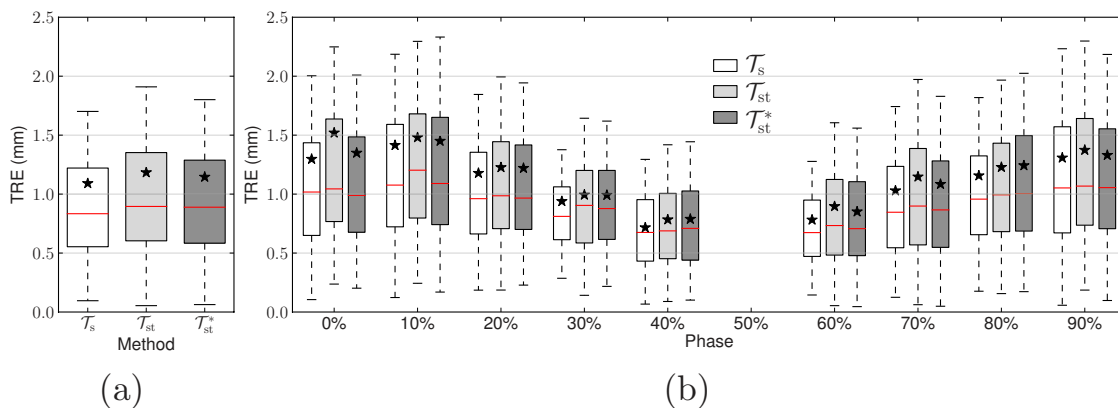 2.5
2.0
1.5
1.0
0.5
0.0
TRE (mm)
𝒯s 𝒯st 𝒯*st
Method
(a)
2.5
2.0
1.5
1.0
0.5
0.0
TRE (mm)
𝒯s
𝒯st
𝒯*st
0% 10% 20% 30% 40% 50% 60% 70% 80% 90%
Phase
(b)